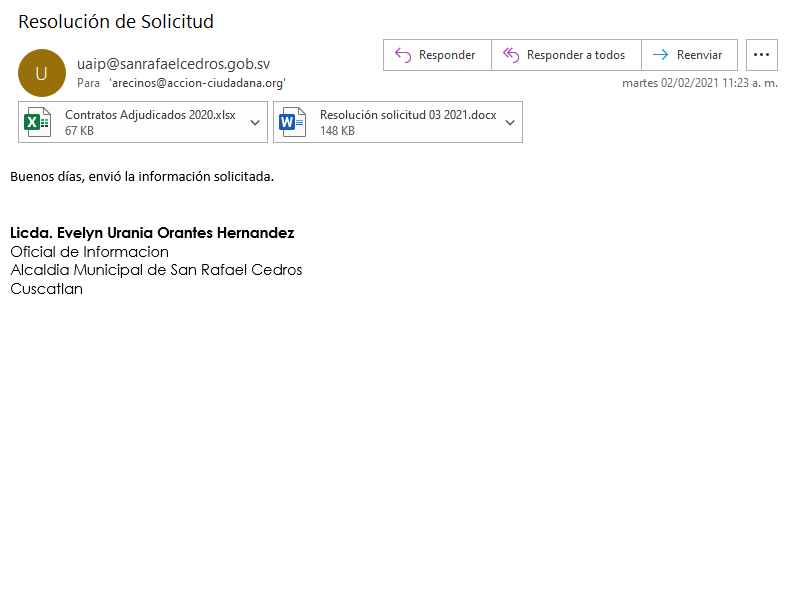 Resolución de Solicitud
U
uaip@sanrafaelcedros.gob.sv
Para 'arecinos@accion-ciudadana.org'
Responder
Responder a todos
Reenviar
martes 02/02/2021 11:23 a. m.
Contratos Adjudicados 2020.xlsx
67 KB
Resolución solicitud 03 2021.docx
148 KB
Buenos días, envió la información solicitada.
Licda. Evelyn Urania Orantes Hernandez
Oficial de Informacion
Alcaldia Municipal de San Rafael Cedros
Cuscatlan